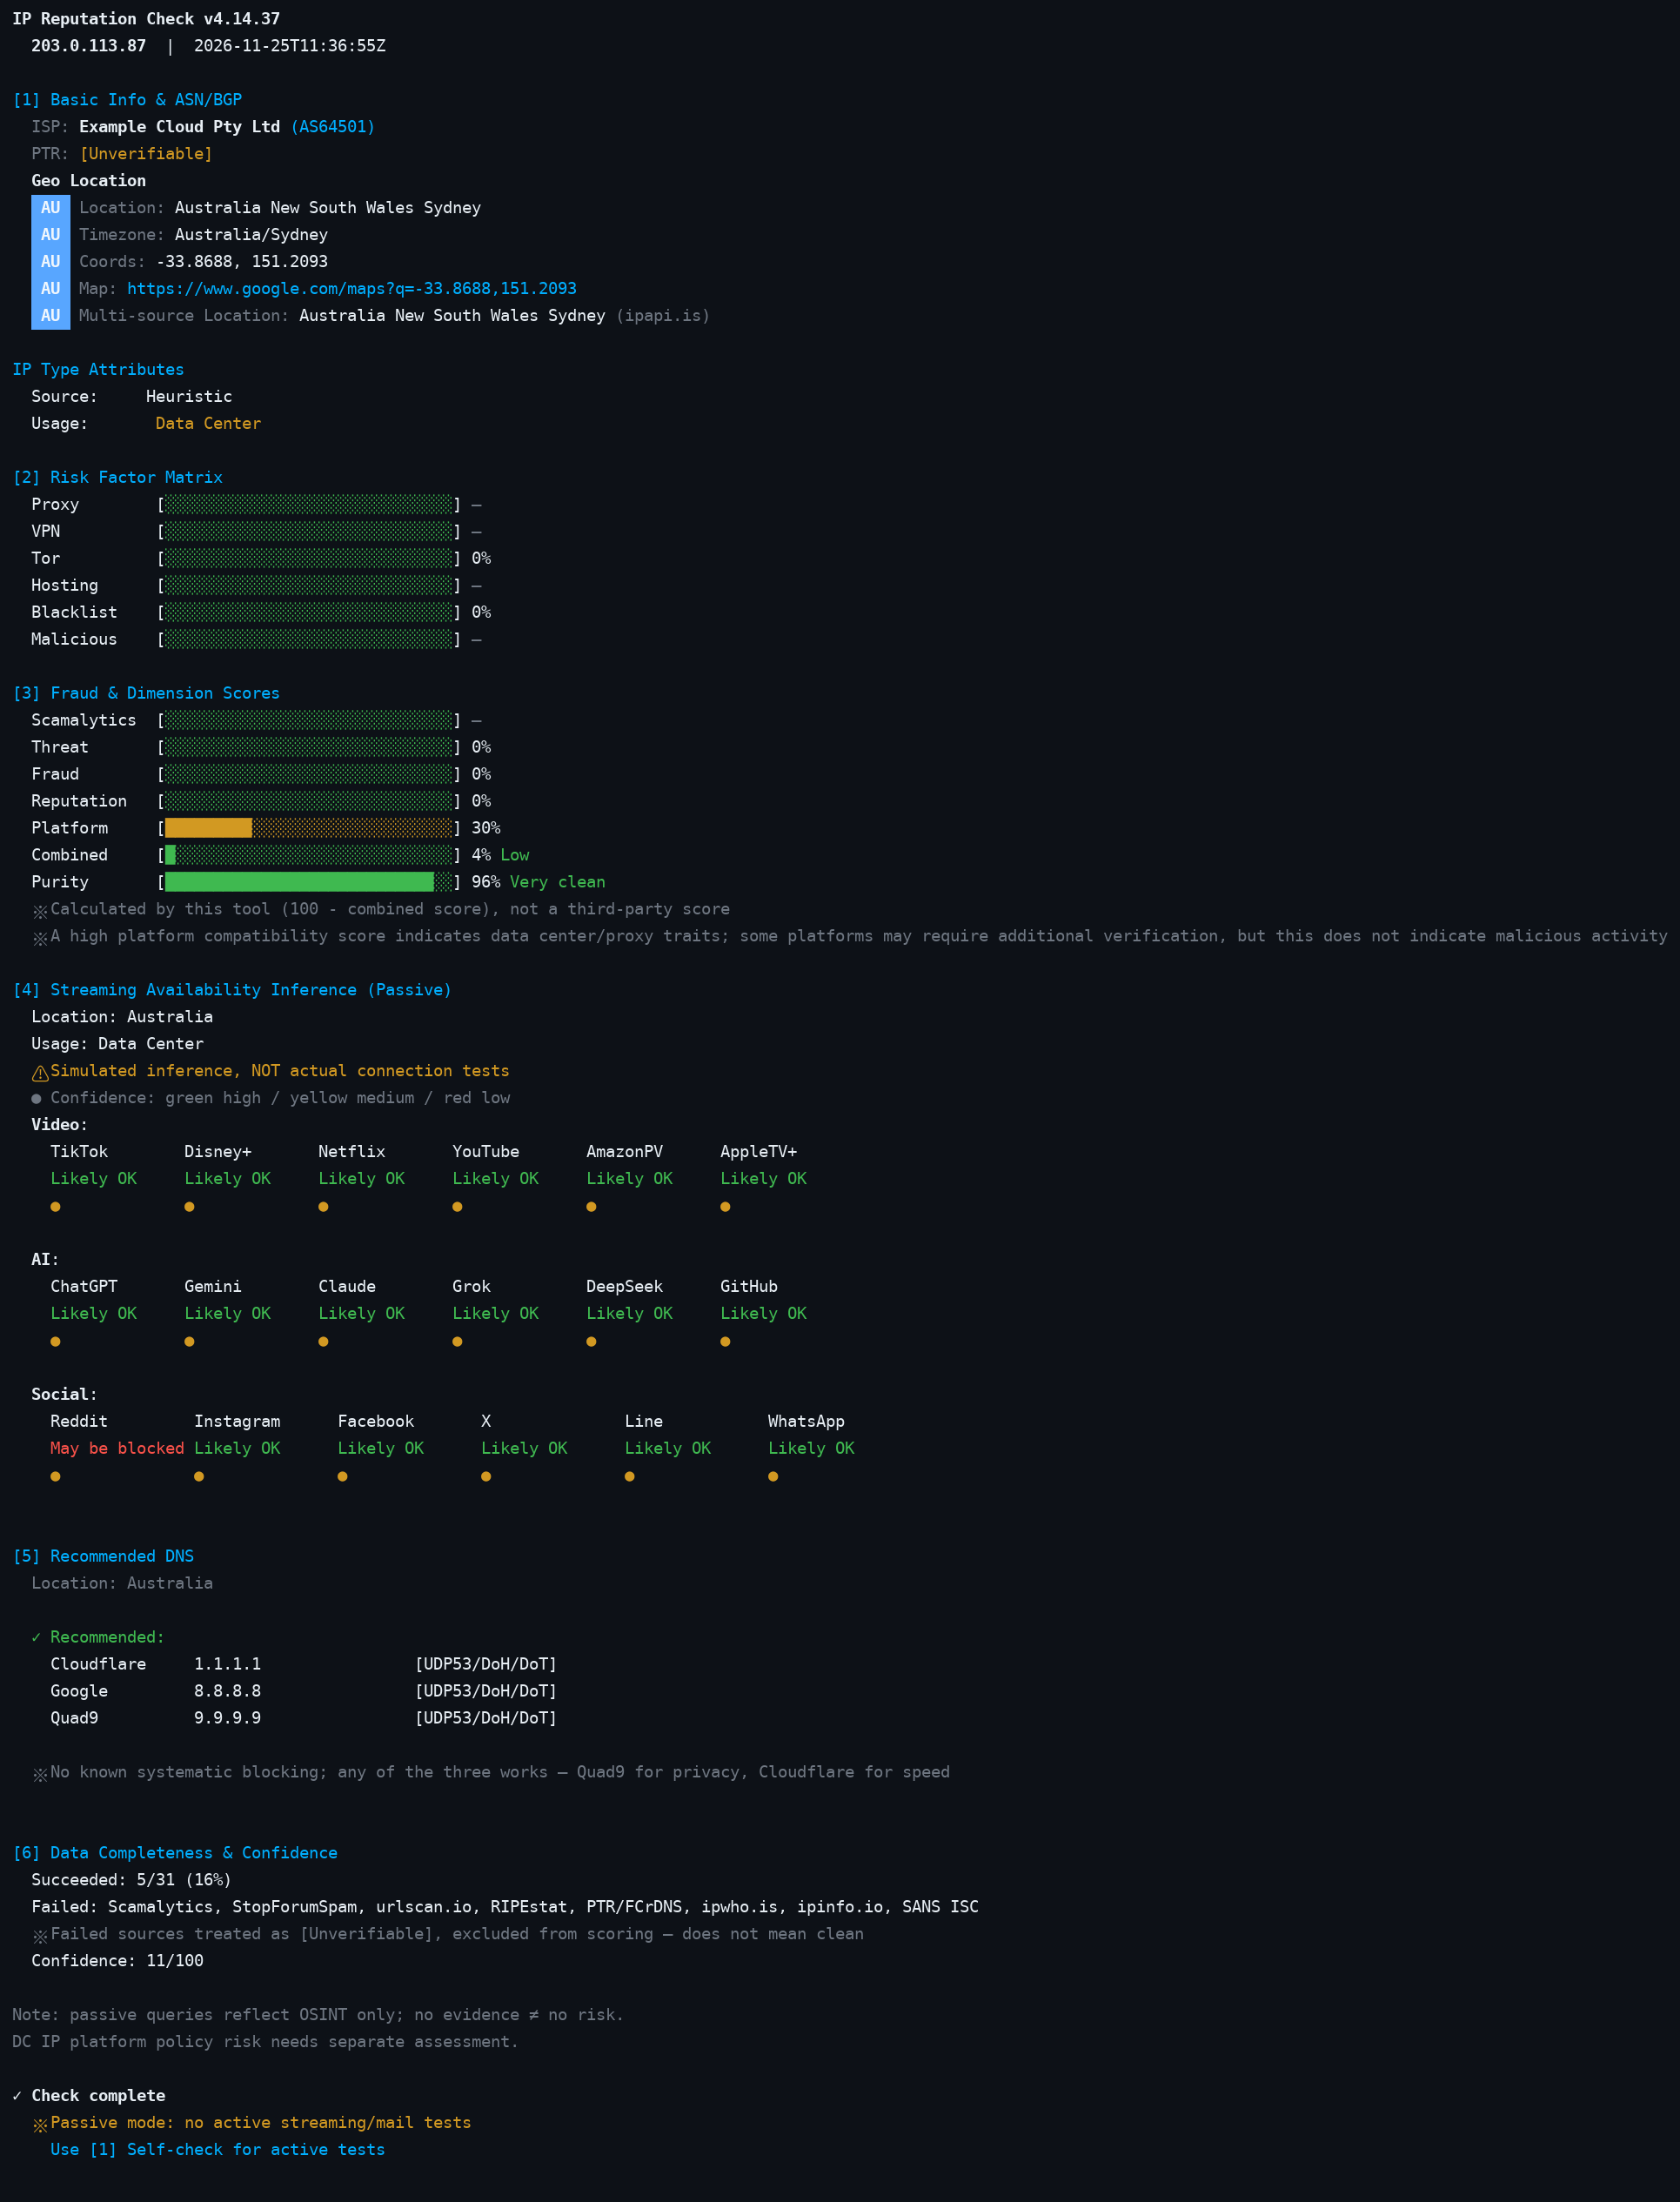 IP Reputation Check v4.14.37
203.0.113.87  |  2026-11-25T11:36:55Z
[1] Basic Info & ASN/BGP
ISP: Example Cloud Pty Ltd (AS64501)
PTR: [Unverifiable]
Geo Location
AU Location: Australia New South Wales Sydney
AU Timezone: Australia/Sydney
AU Coords: -33.8688, 151.2093
AU Map: https://www.google.com/maps?q=-33.8688,151.2093
AU Multi-source Location: Australia New South Wales Sydney (ipapi.is)
IP Type Attributes
Source:     Heuristic
Usage:       Data Center
[2] Risk Factor Matrix
Proxy        [░░░░░░░░░░░░░░░░░░░░░░░░░░░░░░] —
VPN          [░░░░░░░░░░░░░░░░░░░░░░░░░░░░░░] —
Tor          [░░░░░░░░░░░░░░░░░░░░░░░░░░░░░░] 0%
Hosting      [░░░░░░░░░░░░░░░░░░░░░░░░░░░░░░] —
Blacklist    [░░░░░░░░░░░░░░░░░░░░░░░░░░░░░░] 0%
Malicious    [░░░░░░░░░░░░░░░░░░░░░░░░░░░░░░] —
[3] Fraud & Dimension Scores
Scamalytics  [░░░░░░░░░░░░░░░░░░░░░░░░░░░░░░] —
Threat       [░░░░░░░░░░░░░░░░░░░░░░░░░░░░░░] 0%
Fraud        [░░░░░░░░░░░░░░░░░░░░░░░░░░░░░░] 0%
Reputation   [░░░░░░░░░░░░░░░░░░░░░░░░░░░░░░] 0%
Platform     [█████████░░░░░░░░░░░░░░░░░░░░░] 30%
Combined     [█░░░░░░░░░░░░░░░░░░░░░░░░░░░░░] 4% Low
Purity       [████████████████████████████░░] 96% Very clean
※Calculated by this tool (100 - combined score), not a third-party score
※A high platform compatibility score indicates data center/proxy traits; some platforms may require additional verification, but this does not indicate malicious activity
[4] Streaming Availability Inference (Passive)
Location: Australia
Usage: Data Center
⚠Simulated inference, NOT actual connection tests
● Confidence: green high / yellow medium / red low
Video:
TikTok        Disney+       Netflix       YouTube       AmazonPV      AppleTV+
Likely OK     Likely OK     Likely OK     Likely OK     Likely OK     Likely OK
●             ●             ●             ●             ●             ●
AI:
ChatGPT       Gemini        Claude        Grok          DeepSeek      GitHub
Likely OK     Likely OK     Likely OK     Likely OK     Likely OK     Likely OK
●             ●             ●             ●             ●             ●
Social:
Reddit         Instagram      Facebook       X              Line           WhatsApp
May be blocked Likely OK      Likely OK      Likely OK      Likely OK      Likely OK
●              ●              ●              ●              ●              ●
[5] Recommended DNS
Location: Australia
✓ Recommended:
Cloudflare     1.1.1.1                [UDP53/DoH/DoT]
Google         8.8.8.8                [UDP53/DoH/DoT]
Quad9          9.9.9.9                [UDP53/DoH/DoT]
※No known systematic blocking; any of the three works — Quad9 for privacy, Cloudflare for speed
[6] Data Completeness & Confidence
Succeeded: 5/31 (16%)
Failed: Scamalytics, StopForumSpam, urlscan.io, RIPEstat, PTR/FCrDNS, ipwho.is, ipinfo.io, SANS ISC
※Failed sources treated as [Unverifiable], excluded from scoring — does not mean clean
Confidence: 11/100
Note: passive queries reflect OSINT only; no evidence ≠ no risk.
DC IP platform policy risk needs separate assessment.
✓ Check complete
※Passive mode: no active streaming/mail tests
Use [1] Self-check for active tests